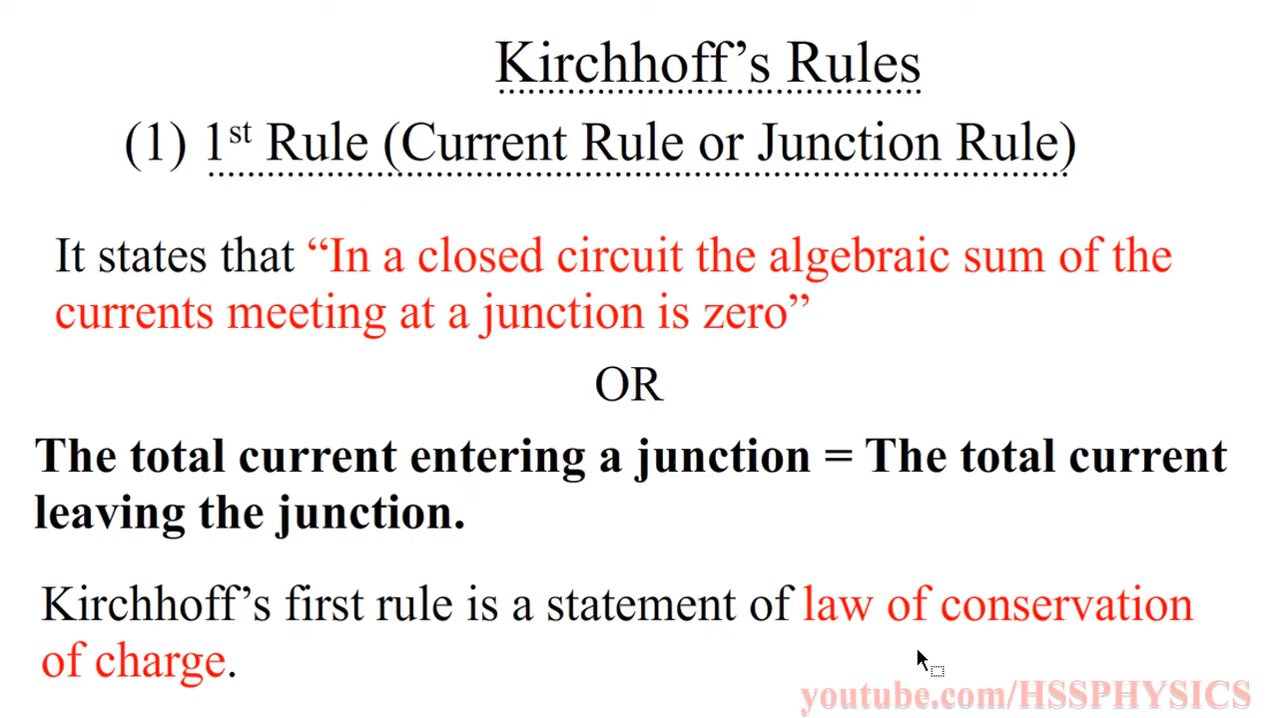 Kirchhoff’s Rules
(1) 1st Rule (Current Rule or Junction Rule)
It states that “In a closed circuit the algebraic sum of the
currents meeting at a junction is zero”
OR
The total current entering a junction = The total current
leaving the junction.
Kirchhoff’s first rule is a statement of law of conservation
of charge.
youtube.com/HSSPHYSICS